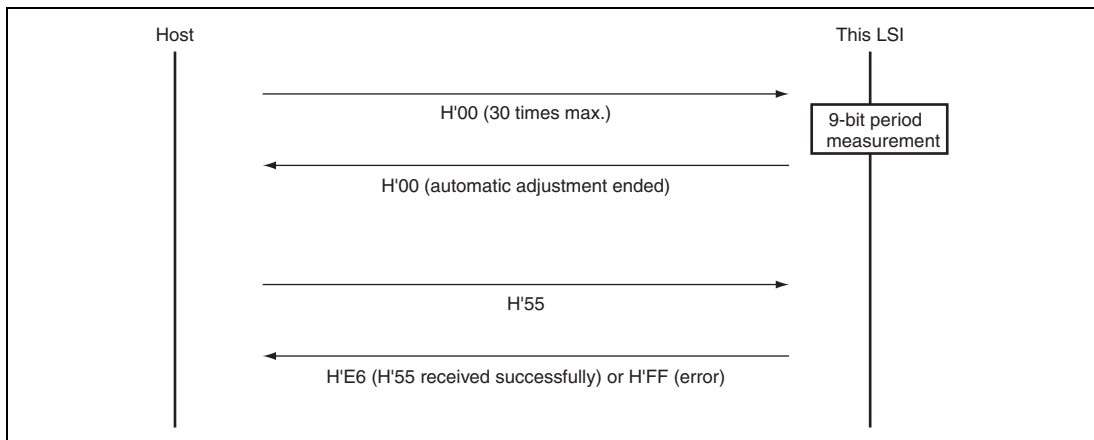 Host
This LSI
H'00 (30 times max.)
9-bit period
measurement
H'00 (automatic adjustment ended)
H'55
H'E6 (H'55 received successfully) or H'FF (error)